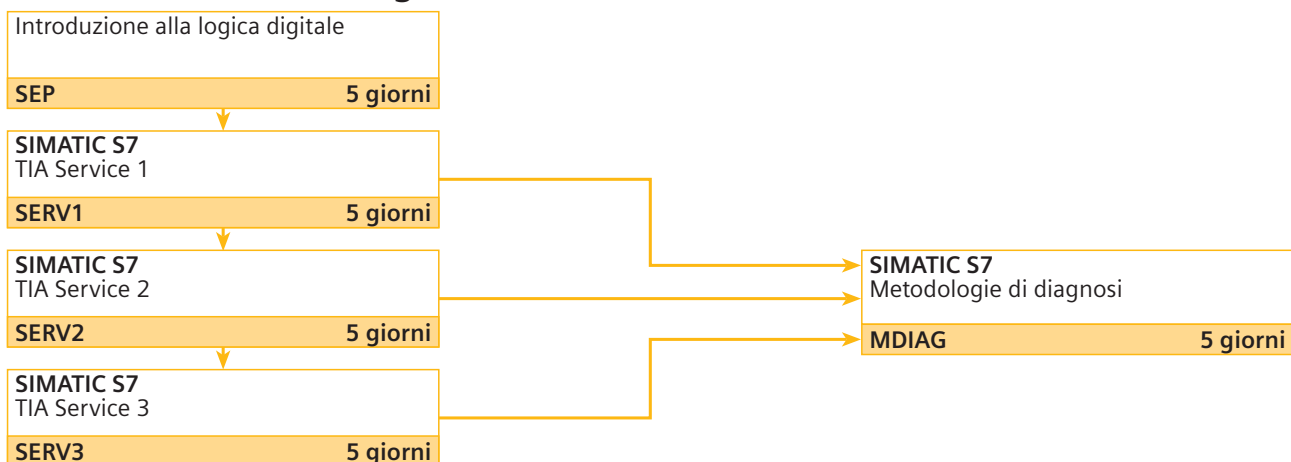 Introduzione alla logica digitale
SEP 5 giorni
SIMATIC S7
TIA Service 1
SERV1 5 giorni
SIMATIC S7
TIA Service 2
SERV2 5 giorni
SIMATIC S7
TIA Service 3
SERV3 5 giorni
SIMATIC S7
Metodologie di diagnosi
MDIAG 5 giorni